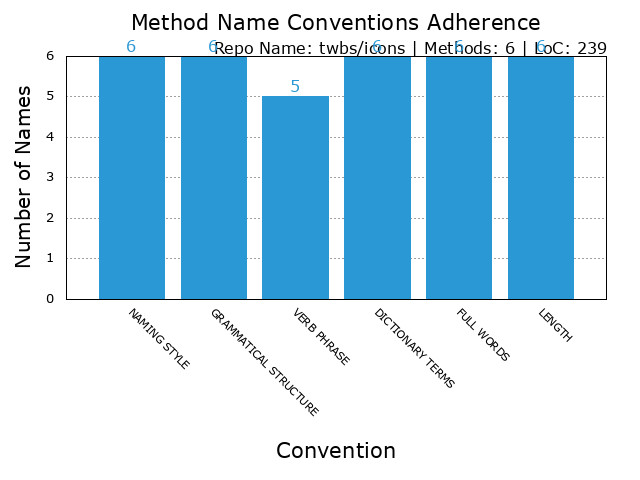 Method Name Conventions Adherence
Repo Name: twbs/icons | Methods: 6 | LoC: 239
6 6 5 6 6 6
Number of Names
6
5
4
3
2
1
0
NAMING STYLE
GRAMMATICAL STRUCTURE
VERB PHRASE
DICTIONARY TERMS
FULL WORDS
LENGTH
Convention